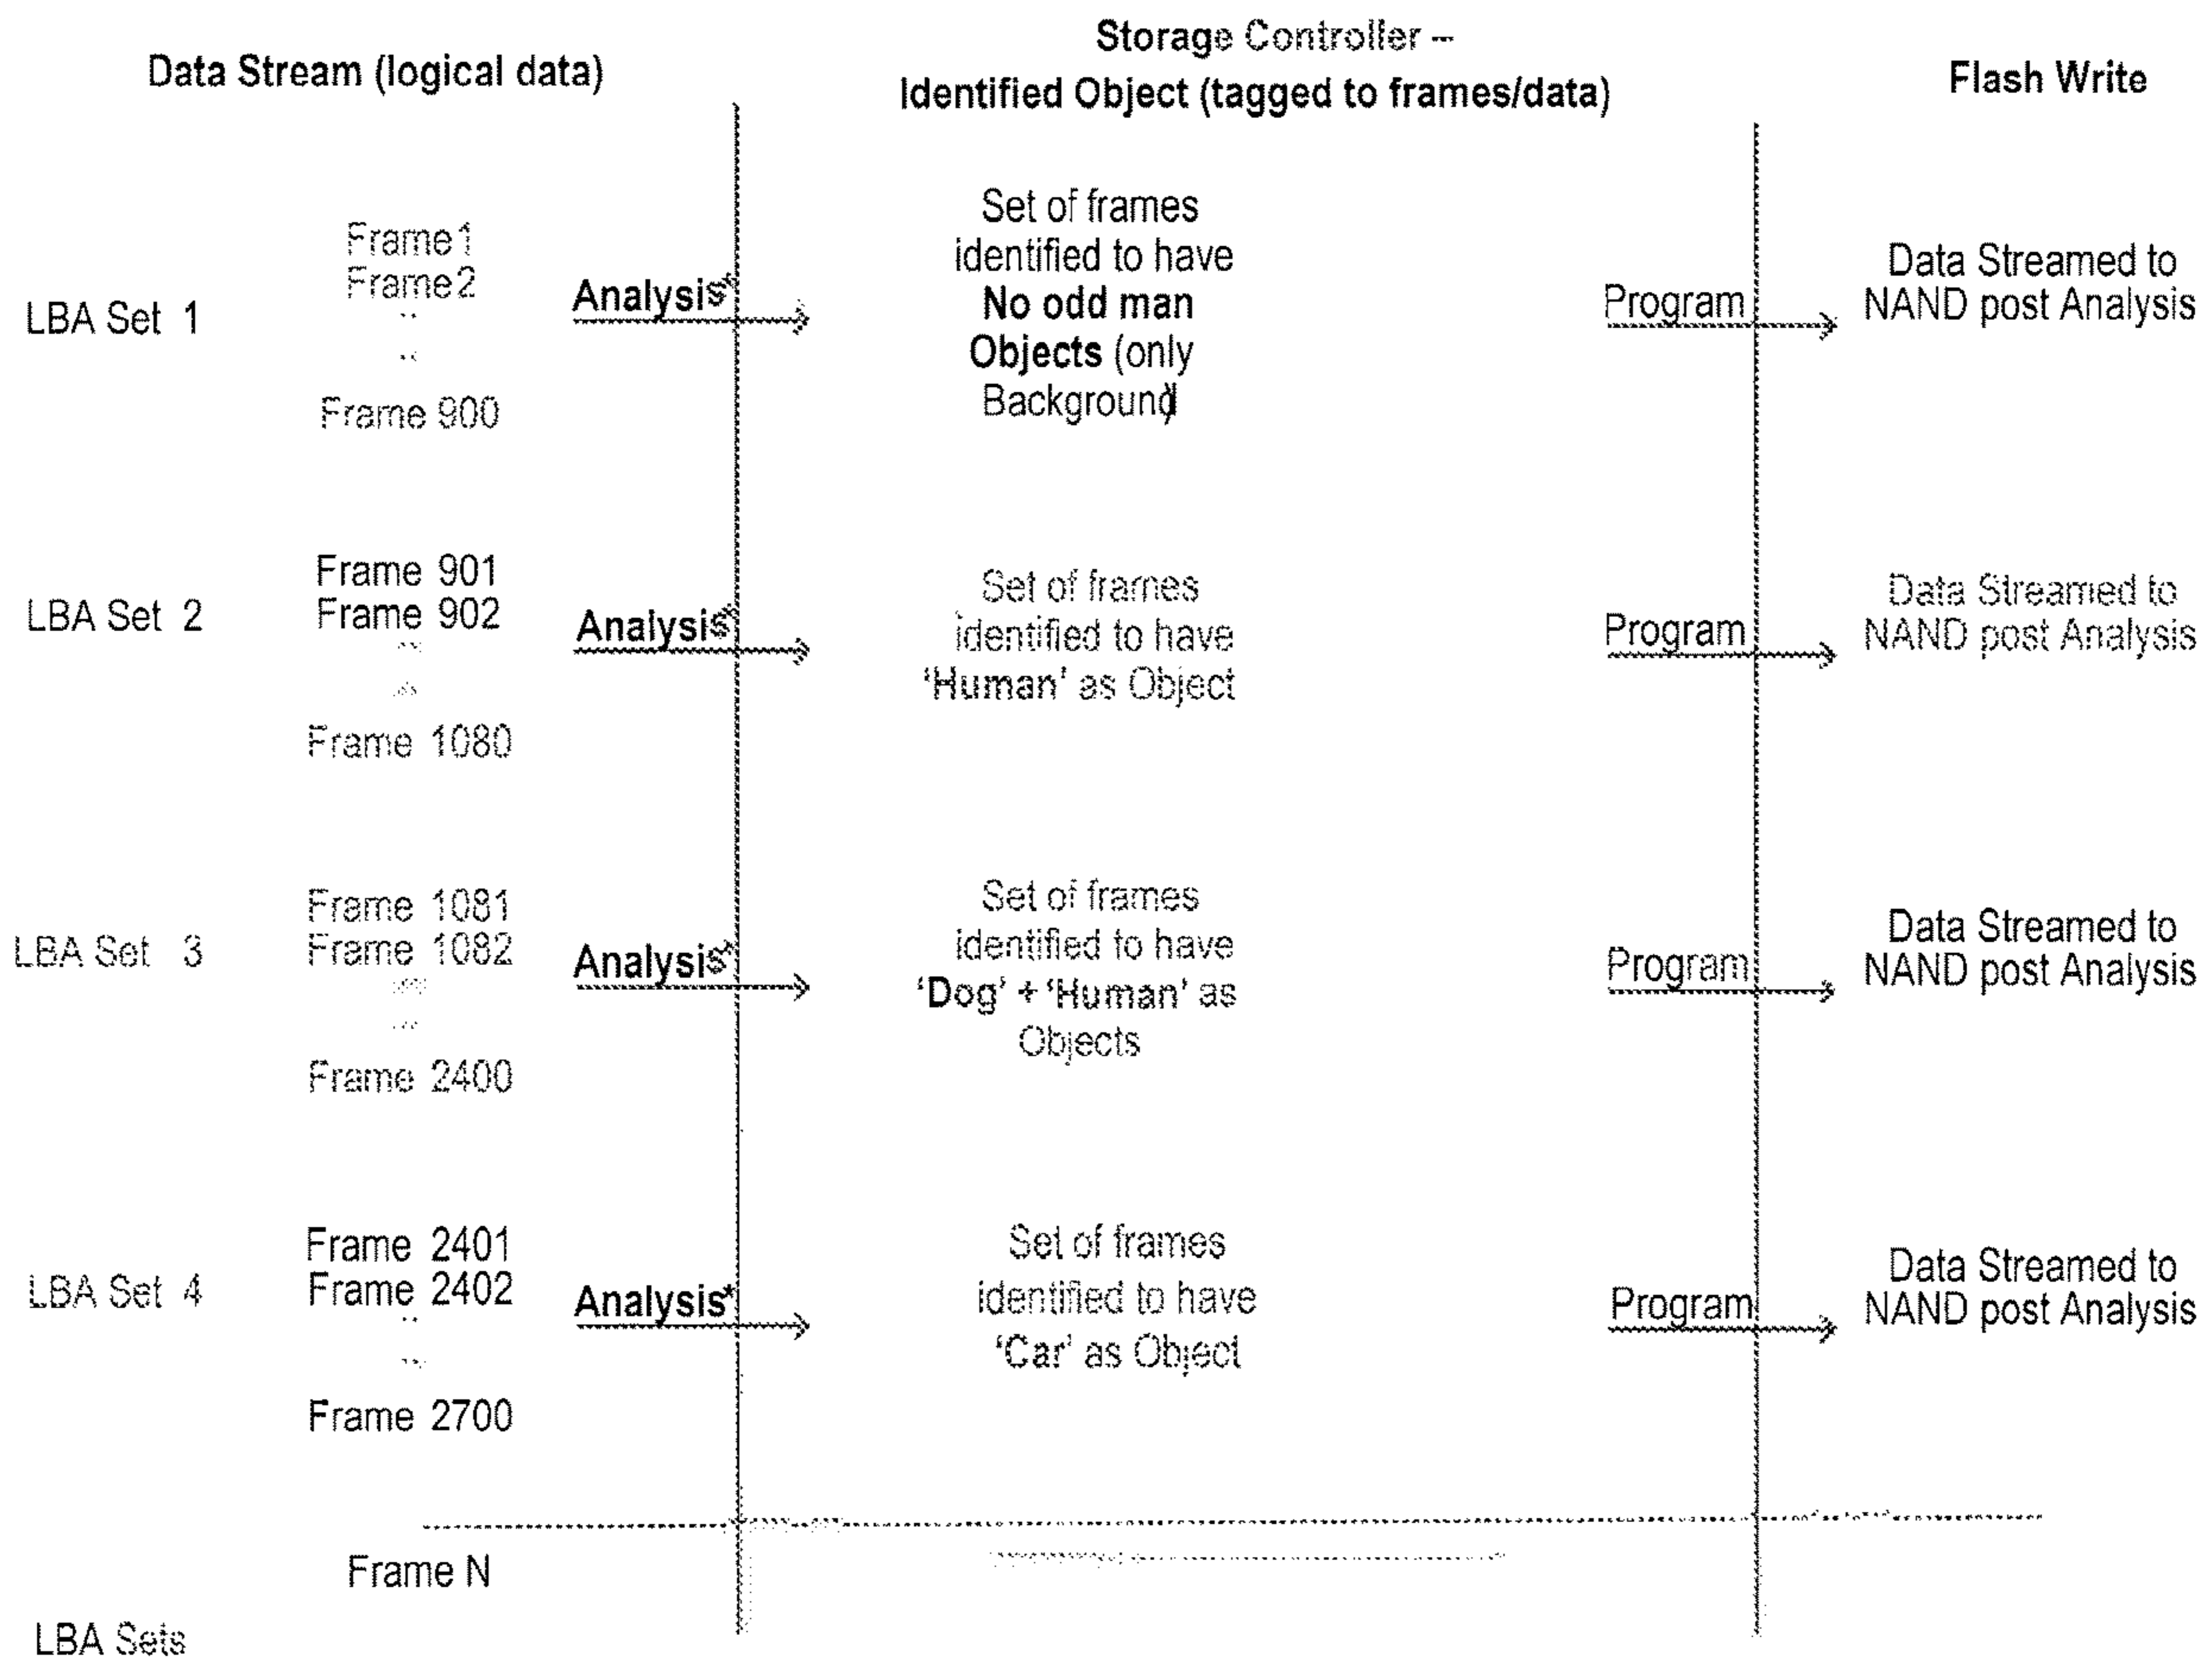 Data Stream (logical data)
Storage Controller –
Identified Object (tagged to frames/data)
Flash Write
LBA Set 1
Frame1
Frame2
..
..
Frame 900
Analysis*
Set of frames
identified to have
No odd man
Objects (only
Background)
Program
Data Streamed to
NAND post Analysis
LBA Set 2
Frame 901
Frame 902
Frame 1080
Analysis*
Set of frames
identified to have
‘Human’ as Object
Program
Data Streamed to
NAND post Analysis
LBA Set 3
Frame 1081
Frame 1082
Frame 2400
Analysis*
Set of frames
identified to have
‘Dog’ + ‘Human’ as
Objects
Program
Data Streamed to
NAND post Analysis
LBA Set 4
Frame 2401
Frame 2402
..
Frame 2700
Analysis*
Set of frames
identified to have
‘Car’ as Object
Program
Data Streamed to
NAND post Analysis
Frame N
LBA Sets